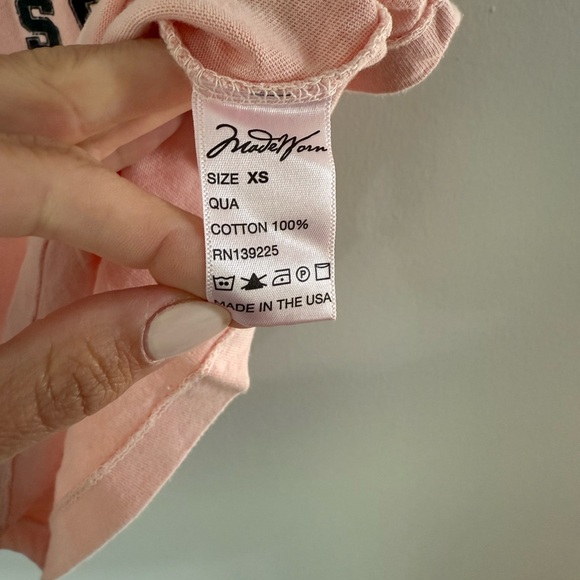 S
MadeWorn
SIZE XS
QUA
COTTON 100%
RN139225
P
MADE IN THE USA